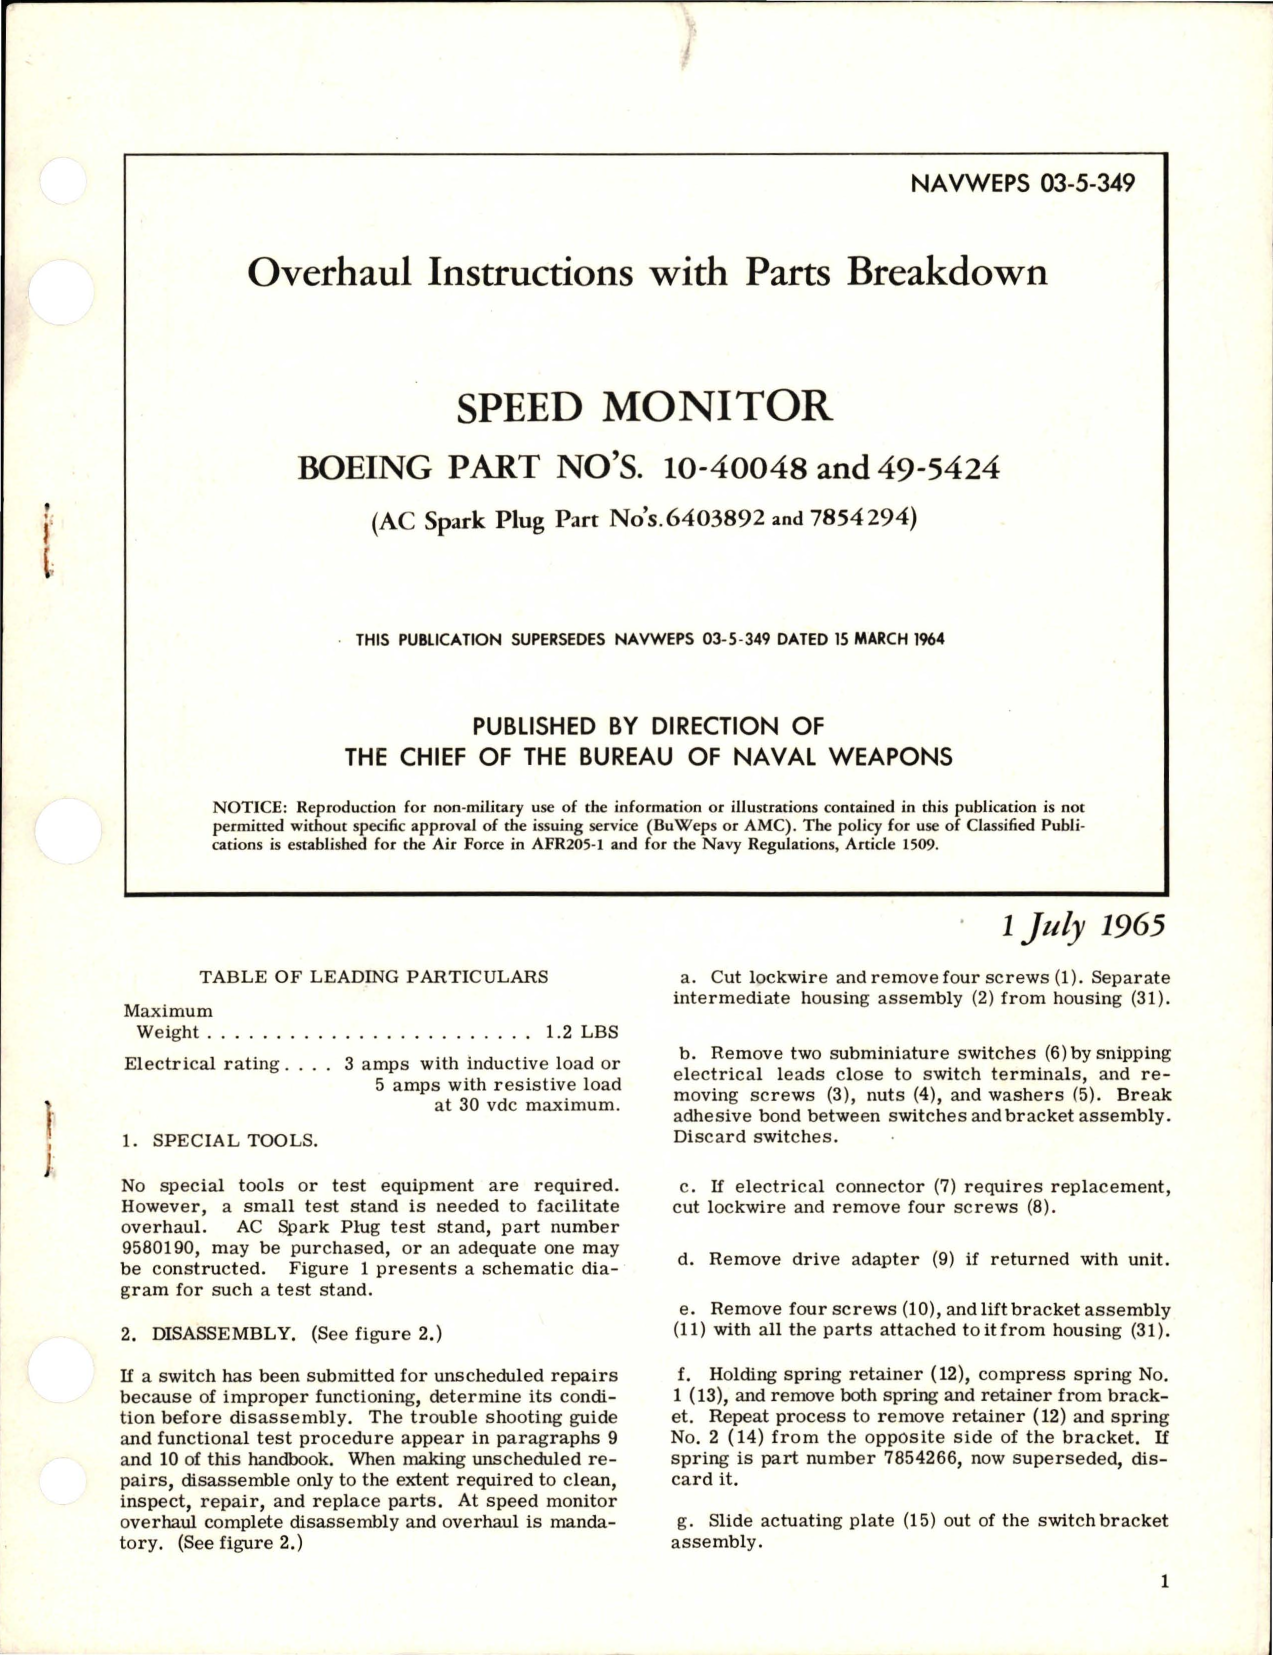 NAVWEPS 03-5-349
Overhaul Instructions with Parts Breakdown
SPEED MONITOR
BOEING PART NO'S. 10-40048 and 49-5424
(AC Spark Plug Part No's.6403892 and 7854294)
THIS PUBLICATION SUPERSEDES NAVWEPS 03-5-349 DATED 15 MARCH 1964
PUBLISHED BY DIRECTION OF
THE CHIEF OF THE BUREAU OF NAVAL WEAPONS
NOTICE: Reproduction for non-military use of the information or illustrations contained in this publication is not
permitted without specific approval of the issuing service (BuWeps or AMC). The policy for use of Classified Publi-
cations is established for the Air Force in AFR205-1 and for the Navy Regulations, Article 1509.
1 July 1965
TABLE OF LEADING PARTICULARS
Maximum
Weight . . . . . . . . . . . . . . . . . . . . . . . . 1.2 LBS
Electrical rating . . . . 3 amps with inductive load or
5 amps with resistive load
at 30 vdc maximum.
1. SPECIAL TOOLS.
No special tools or test equipment are required.
However, a small test stand is needed to facilitate
overhaul. AC Spark Plug test stand, part number
9580190, may be purchased, or an adequate one may
be constructed. Figure 1 presents a schematic dia-
gram for such a test stand.
2. DISASSEMBLY. (See figure 2.)
If a switch has been submitted for unscheduled repairs
because of improper functioning, determine its condi-
tion before disassembly. The trouble shooting guide
and functional test procedure appear in paragraphs 9
and 10 of this handbook. When making unscheduled re-
pairs, disassemble only to the extent required to clean,
inspect, repair, and replace parts. At speed monitor
overhaul complete disassembly and overhaul is manda-
tory. (See figure 2.)
a. Cut lockwire and remove four screws (1). Separate
intermediate housing assembly (2) from housing (31).
b. Remove two subminiature switches (6) by snipping
electrical leads close to switch terminals, and re-
moving screws (3), nuts (4), and washers (5). Break
adhesive bond between switches and bracket assembly.
Discard switches.
c. If electrical connector (7) requires replacement,
cut lockwire and remove four screws (8).
d. Remove drive adapter (9) if returned with unit.
e. Remove four screws (10), and lift bracket assembly
(11) with all the parts attached to it from housing (31).
f. Holding spring retainer (12), compress spring No.
1 (13), and remove both spring and retainer from brack-
et. Repeat process to remove retainer (12) and spring
No. 2 (14) from the opposite side of the bracket. If
spring is part number 7854266, now superseded, dis-
card it.
g. Slide actuating plate (15) out of the switch bracket
assembly.
1